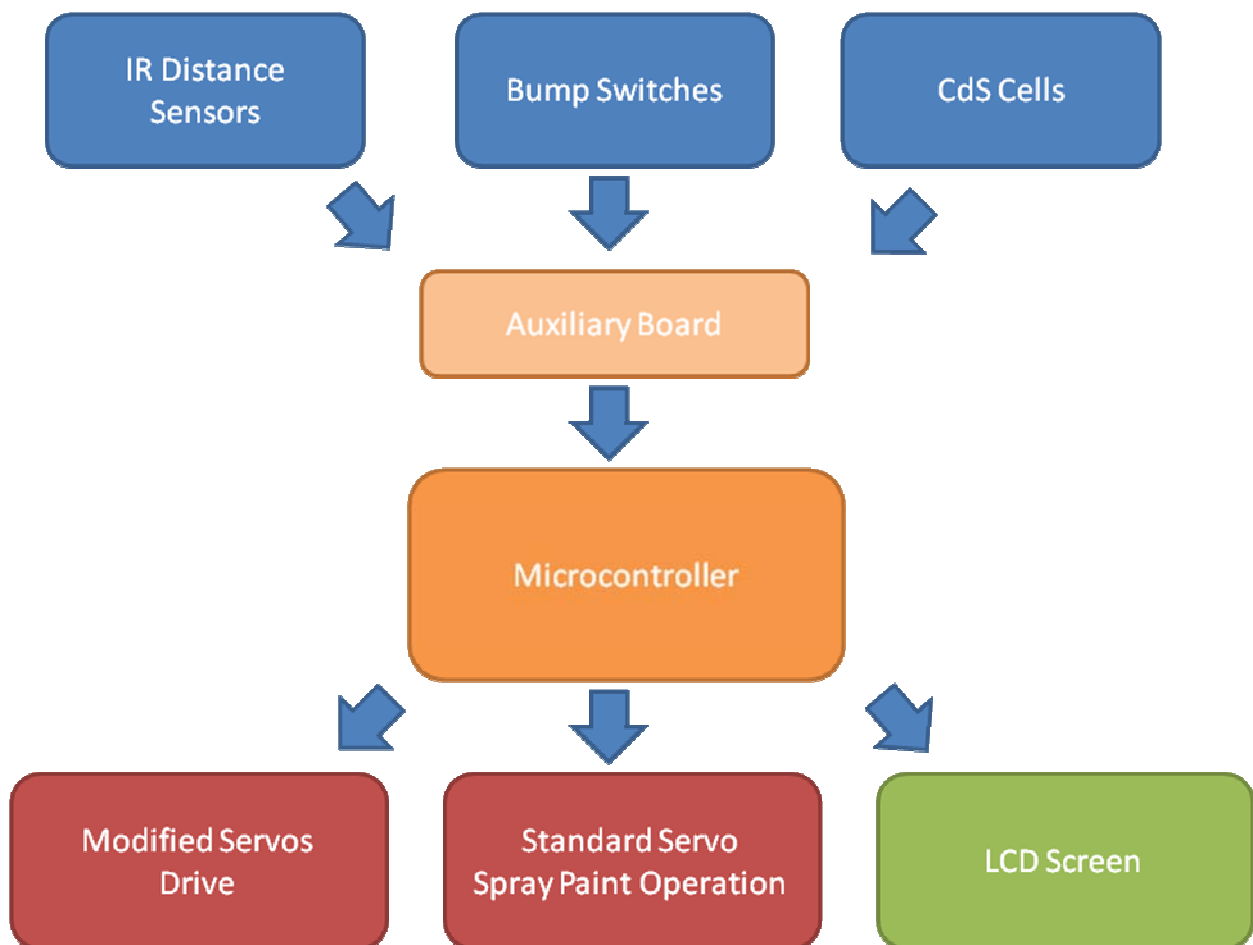 IR Distance
Sensors
Bump Switches
CdS Cells
Auxiliary Board
Microcontroller
Modified Servos
Drive
Standard Servo
Spray Paint Operation
LCD Screen